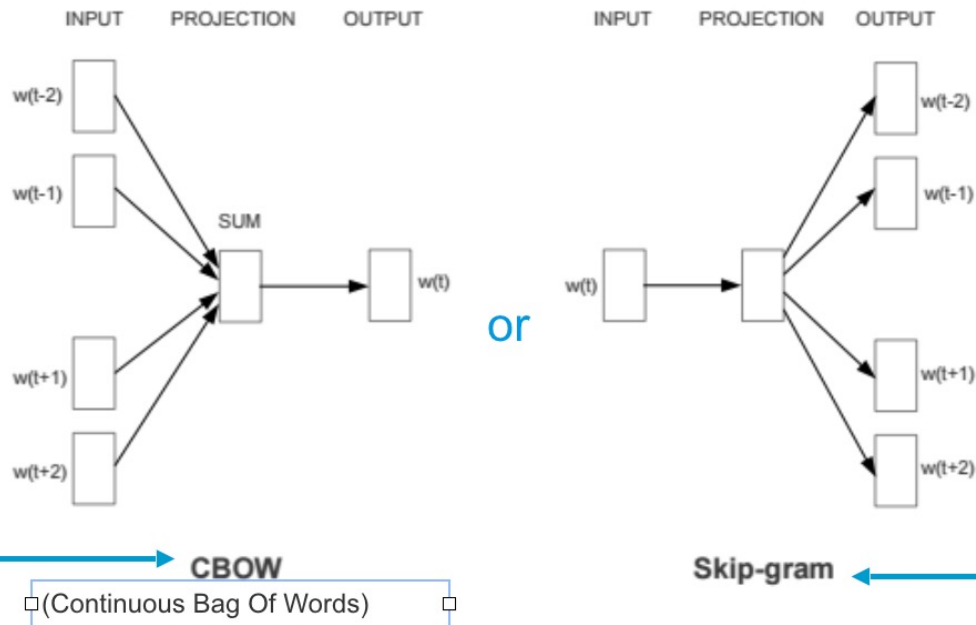 INPUT PROJECTION OUTPUT
w(t-2)
w(t-1)
SUM
w(t)
w(t+1)
w(t+2)
CBOW
(Continuous Bag Of Words)
or
INPUT PROJECTION OUTPUT
w(t-2)
w(t-1)
w(t)
w(t+1)
w(t+2)
Skip-gram